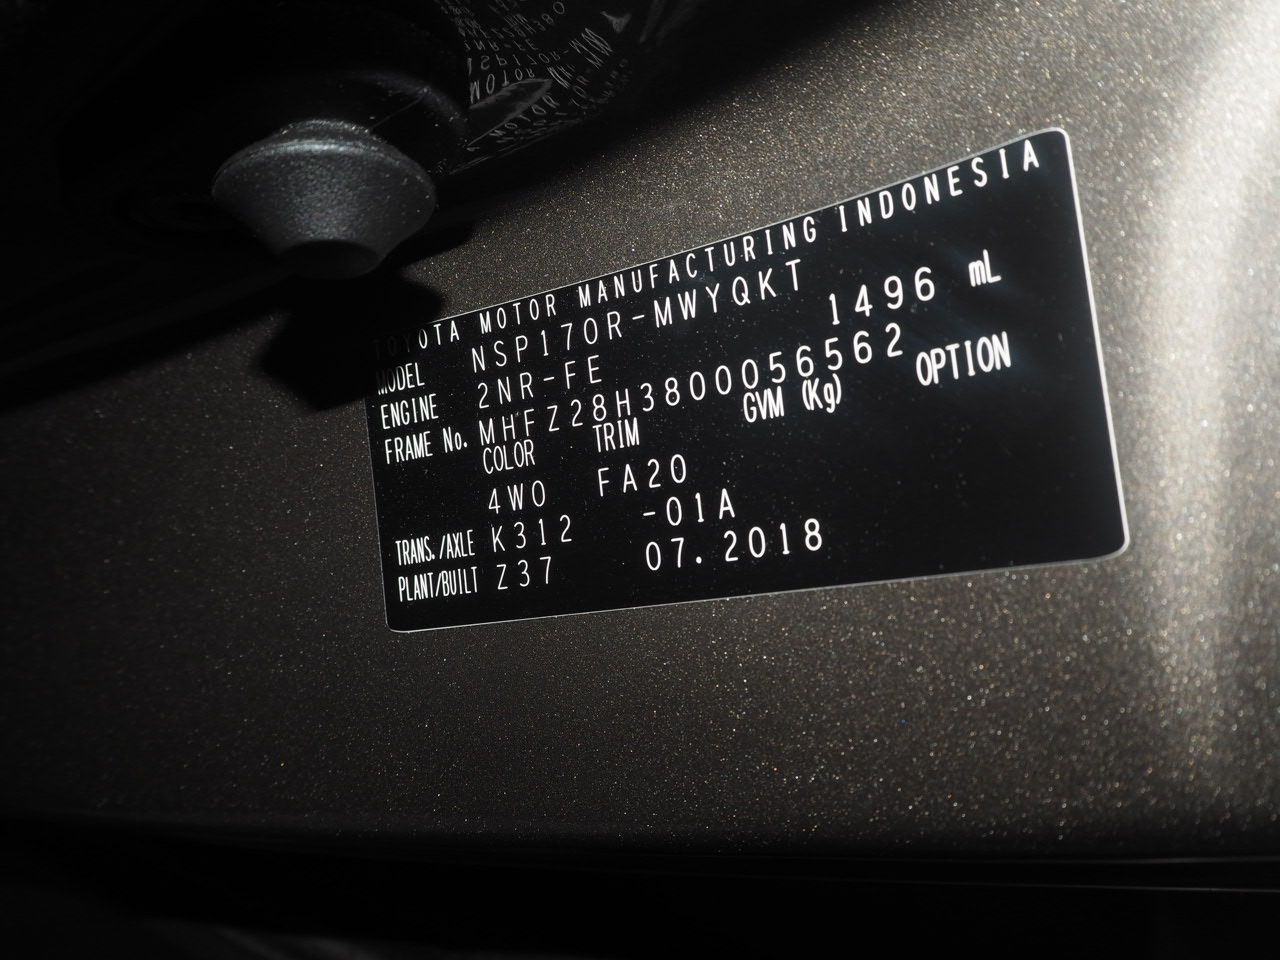 TOYOTA MOTOR MANUFACTURING INDONESIA
MODEL NSP170R-MWYQKT
ENGINE 2NR-FE 1496 mL
FRAME No. MHFZ28H3800056562
COLOR TRIM GVM (Kg) OPTION
4W0 FA20
TRANS./AXLE K312 -01A
PLANT/BUILT Z37 07.2018